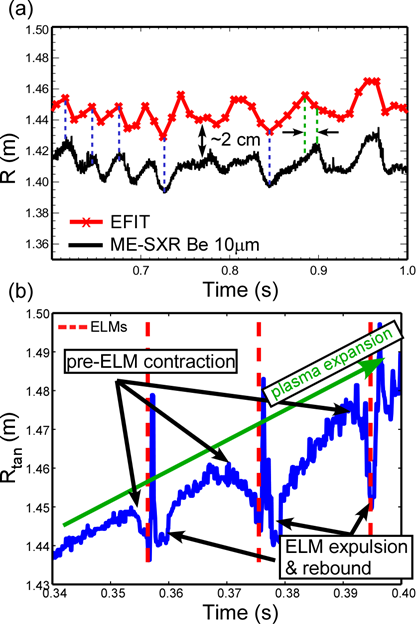 (a)
1.50
1.48
1.46
1.44
1.42
1.40
1.38
1.36
R (m)
~2 cm
EFIT
ME-SXR Be 10μm
0.7 0.8 0.9 1.0
Time (s)
(b)
1.50
1.49
1.48
1.47
1.46
1.45
1.44
1.43
Rtan (m)
ELMs
pre-ELM contraction
plasma expansion
ELM expulsion
& rebound
0.34 0.35 0.36 0.37 0.38 0.39 0.40
Time (s)